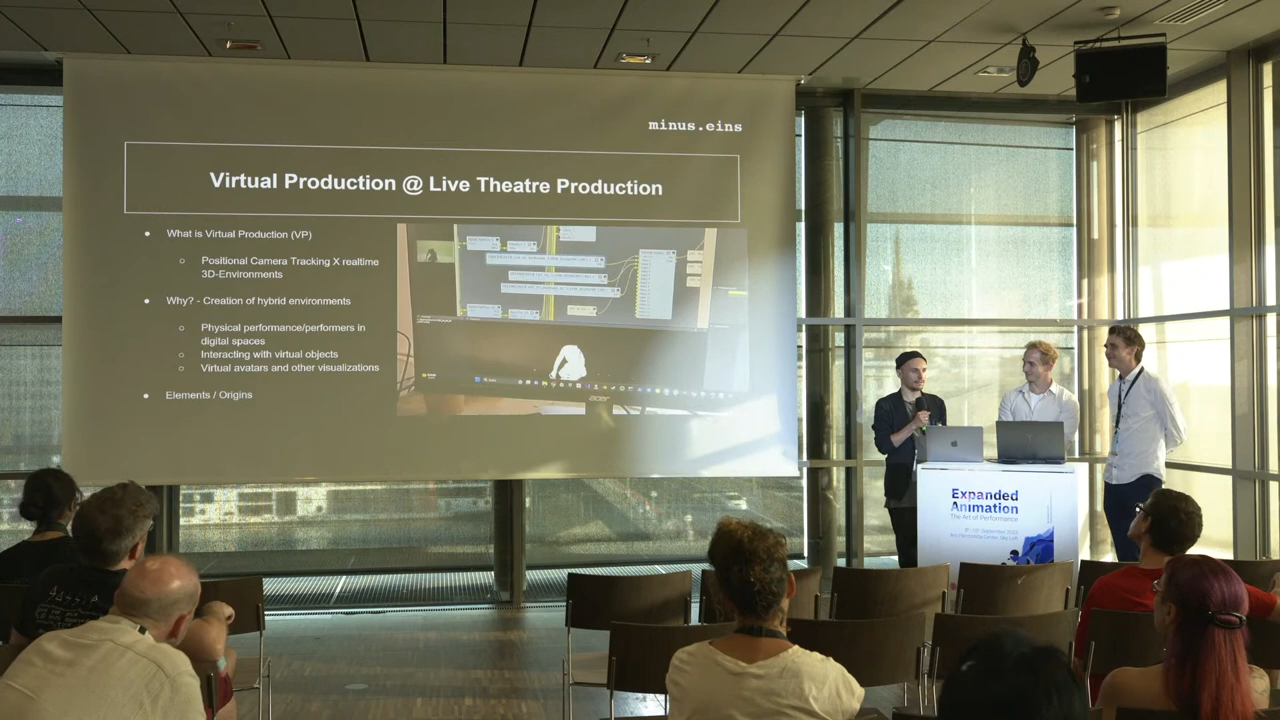 minus.eins
Virtual Production @ Live Theatre Production
What is Virtual Production (VP)
Positional Camera Tracking X realtime
3D-Environments
Why? - Creation of hybrid environments
Physical performance/performers in
digital spaces
Interacting with virtual objects
Virtual avatars and other visualizations
Elements / Origins
acer
Expanded
Animation
The Art of Performance